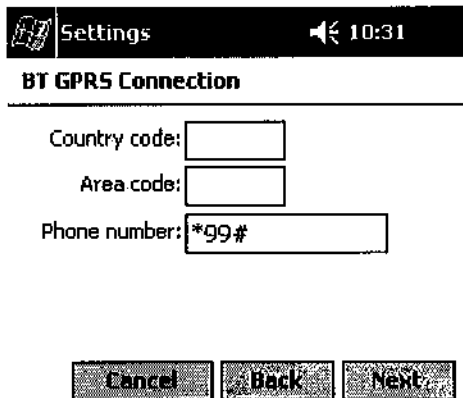 Settings 10:31
BT GPRS Connection
Country code:
Area code:
Phone number: *99#
Cancel Back Next